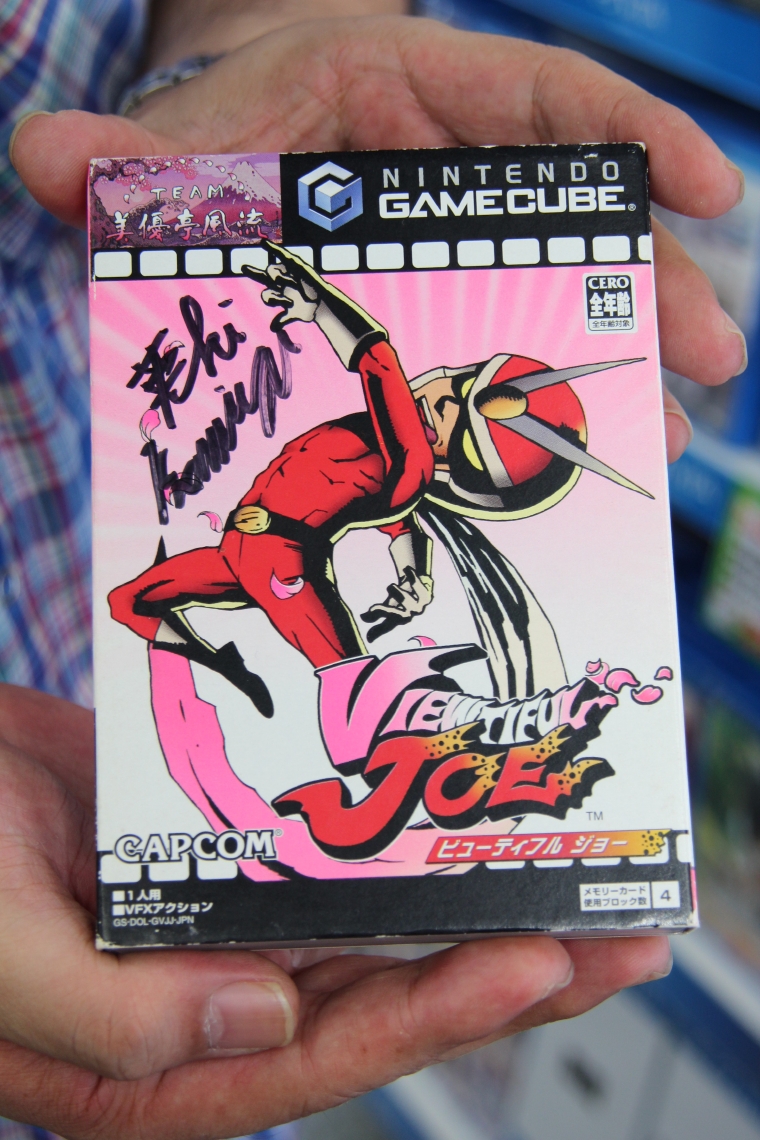 TEAM
美優亭風流
NINTENDO
GAMECUBE®
CERO
全年齢
全年齢対象
VIEWTIFUL
JOE
TM
ビューティフル ジョー
CAPCOM®
■1人用
■VFXアクション
GS-DOL-GVJJ-JPN
メモリーカード
使用ブロック数
4